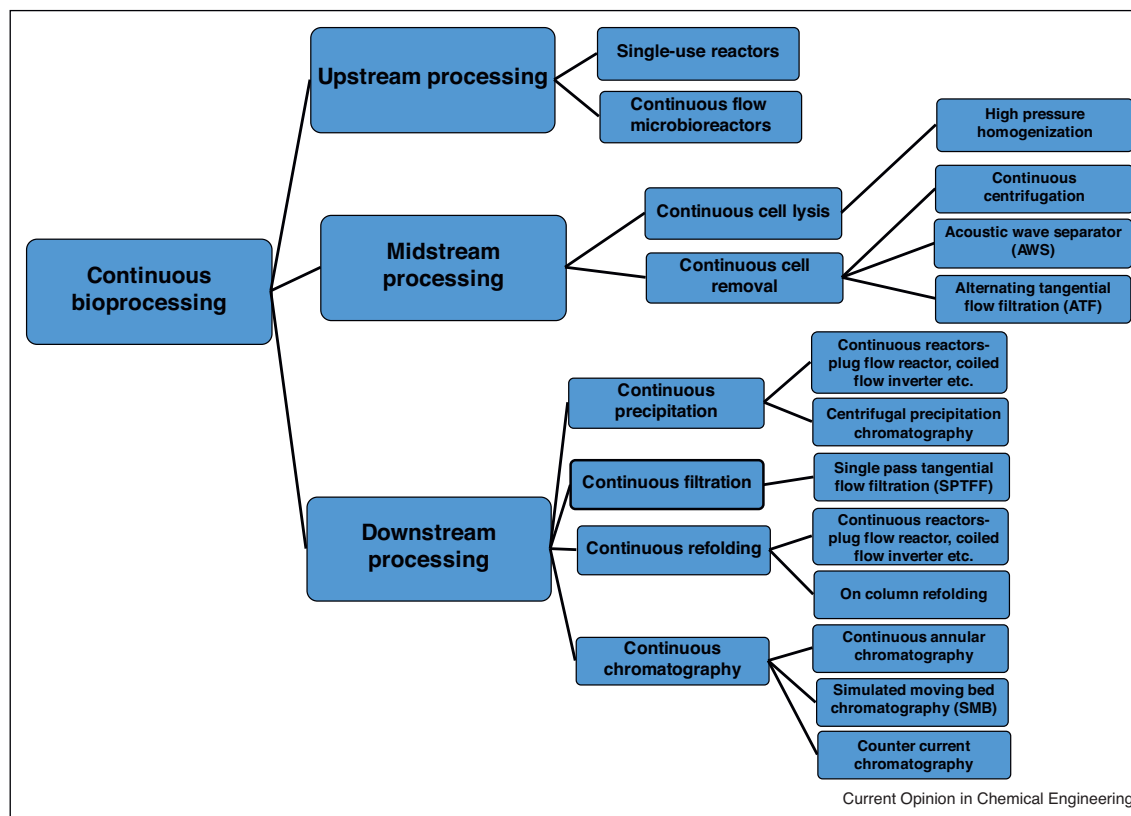 Continuous
bioprocessing
Upstream processing
Single-use reactors
Continuous flow
microbioreactors
Midstream
processing
Continuous cell lysis
High pressure
homogenization
Continuous cell
removal
Continuous
centrifugation
Acoustic wave separator
(AWS)
Alternating tangential
flow filtration (ATF)
Downstream
processing
Continuous
precipitation
Continuous reactors-
plug flow reactor, coiled
flow inverter etc.
Centrifugal precipitation
chromatography
Continuous filtration
Single pass tangential
flow filtration (SPTFF)
Continuous refolding
Continuous reactors-
plug flow reactor, coiled
flow inverter etc.
On column refolding
Continuous
chromatography
Continuous annular
chromatography
Simulated moving bed
chromatography (SMB)
Counter current
chromatography
Current Opinion in Chemical Engineering